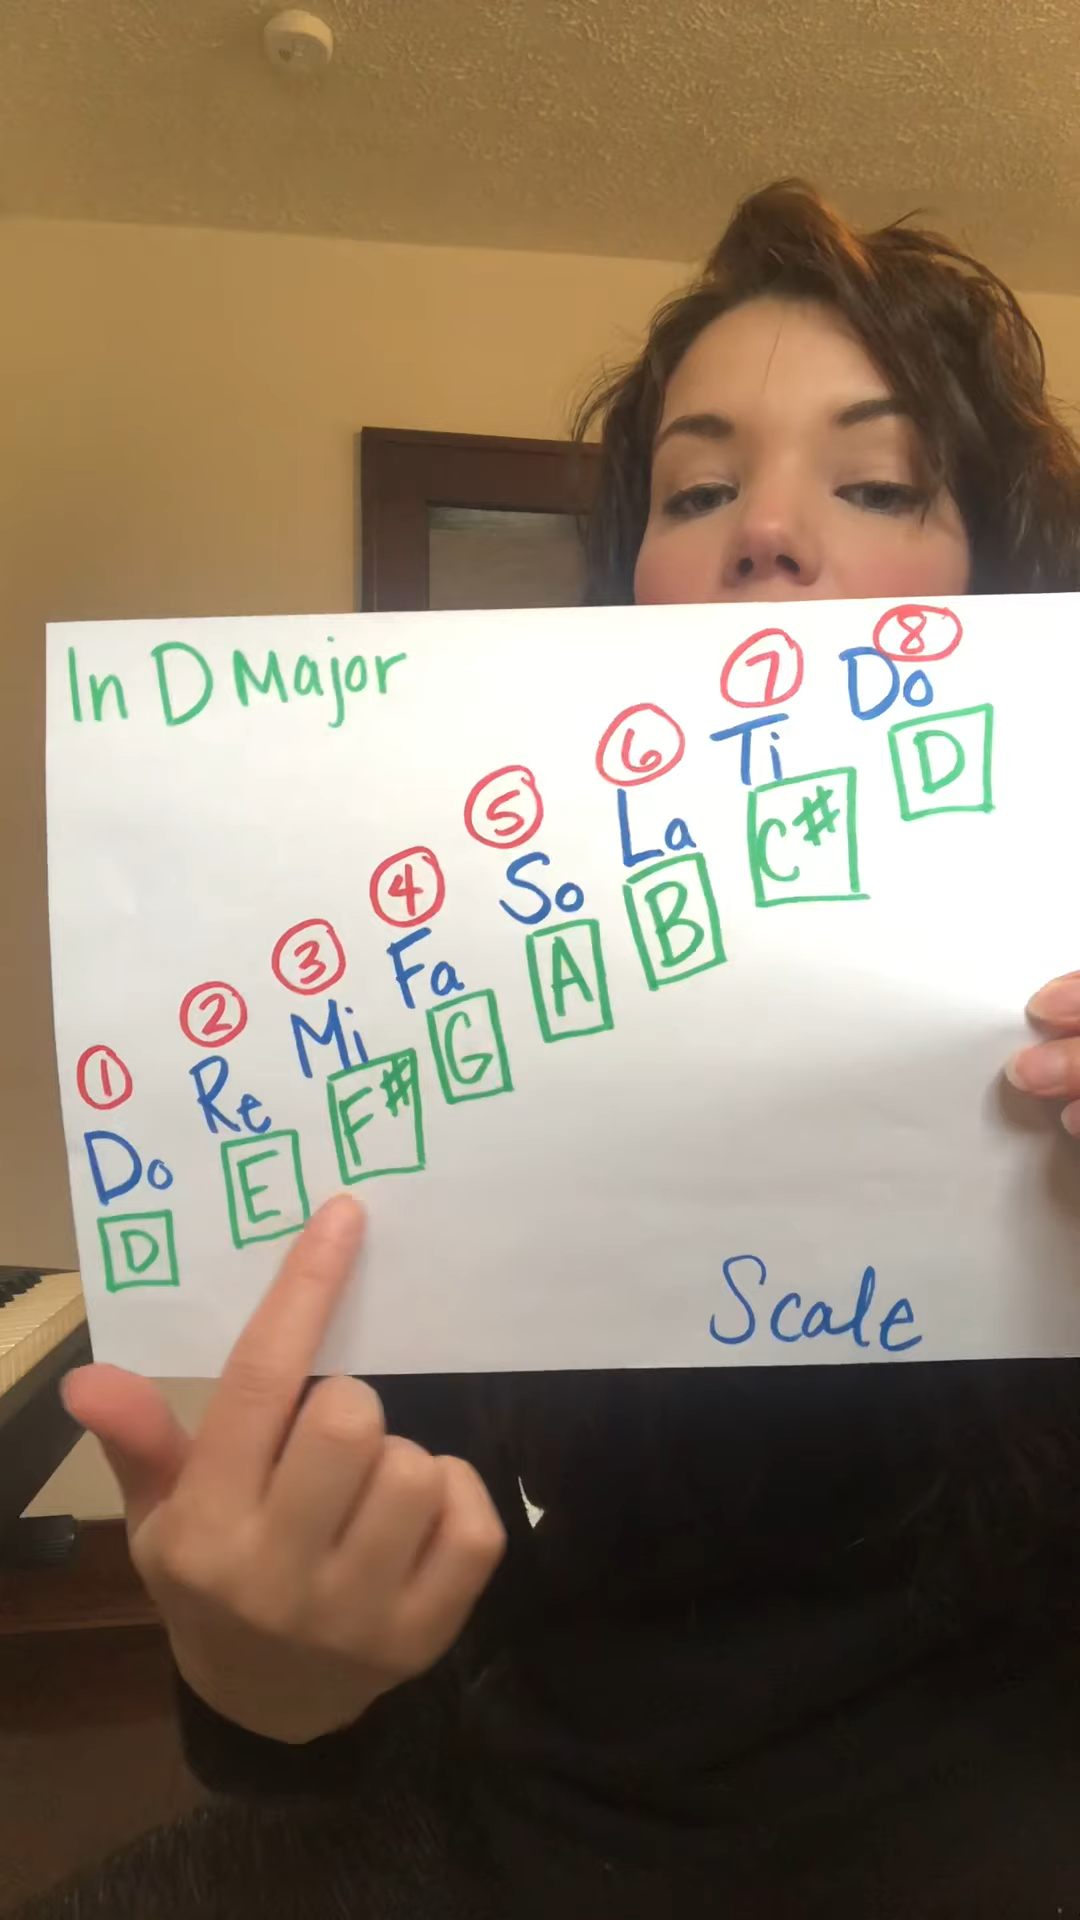 In D Major
① Do D
② Re E
③ Mi F#
④ Fa G
⑤ So A
⑥ La B
⑦ Ti C#
⑧ Do D
Scale